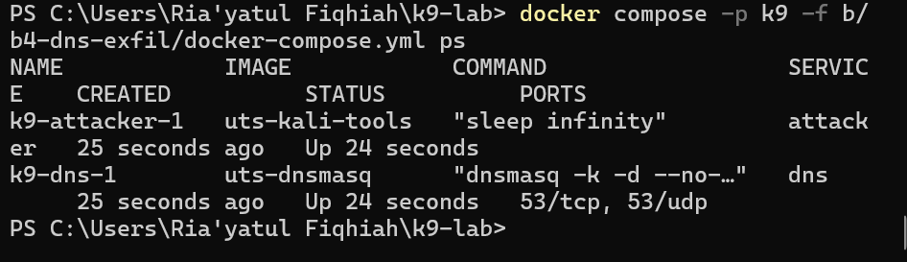 PS C:\Users\Ria'yatul Fiqhiah\k9-lab> docker compose -p k9 -f b/
b4-dns-exfil/docker-compose.yml ps
NAME             IMAGE            COMMAND                  SERVIC
E    CREATED          STATUS          PORTS
k9-attacker-1    uts-kali-tools   "sleep infinity"         attack
er   25 seconds ago   Up 24 seconds
k9-dns-1         uts-dnsmasq      "dnsmasq -k -d --no-…"   dns
     25 seconds ago   Up 24 seconds   53/tcp, 53/udp
PS C:\Users\Ria'yatul Fiqhiah\k9-lab>